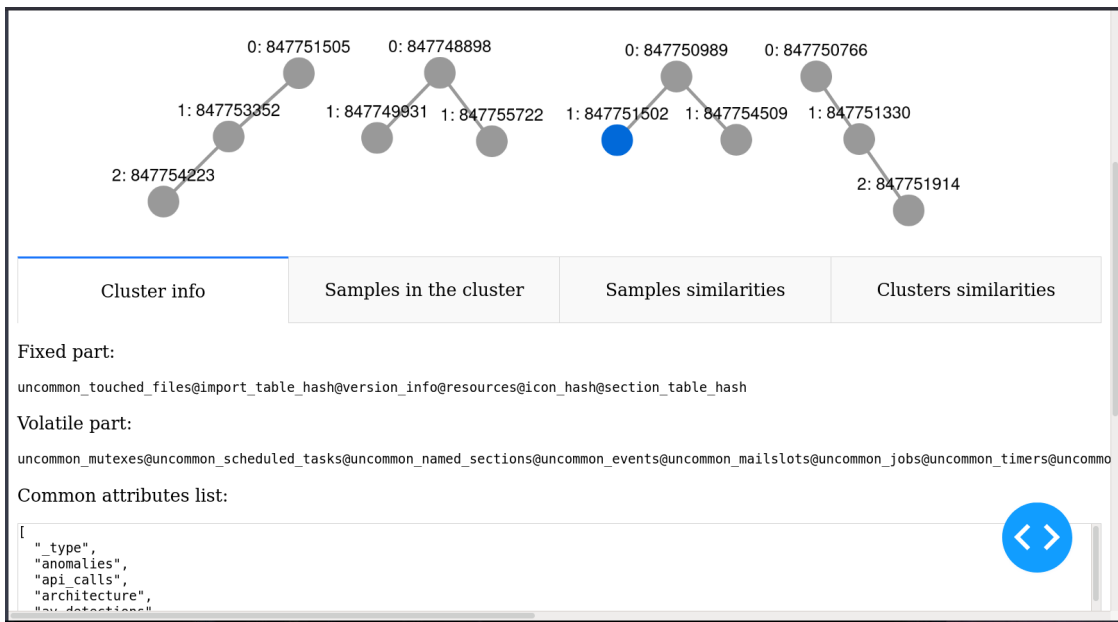 0: 847751505
0: 847748898
0: 847750989
0: 847750766
1: 847753352
1: 847749931
1: 847755722
1: 847751502
1: 847754509
1: 847751330
2: 847754223
2: 847751914
Cluster info
Samples in the cluster
Samples similarities
Clusters similarities
Fixed part:
uncommon_touched_files@import_table_hash@version_info@resources@icon_hash@section_table_hash
Volatile part:
uncommon_mutexes@uncommon_scheduled_tasks@uncommon_named_sections@uncommon_events@uncommon_mailslots@uncommon_jobs@uncommon_timers@uncommo
Common attributes list:
[
"_type",
"anomalies",
"api_calls",
"architecture",
"av_detections"